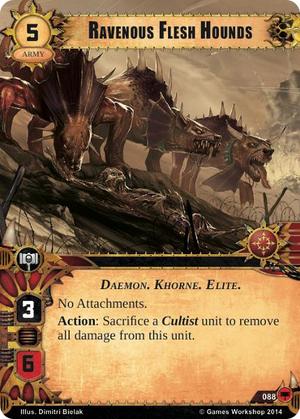 5
ARMY
RAVENOUS FLESH HOUNDS
DAEMON. KHORNE. ELITE.
3
No Attachments.
Action: Sacrifice a Cultist unit to remove
all damage from this unit.
6
088
Illus. Dimitri Bielak
© Games Workshop 2014